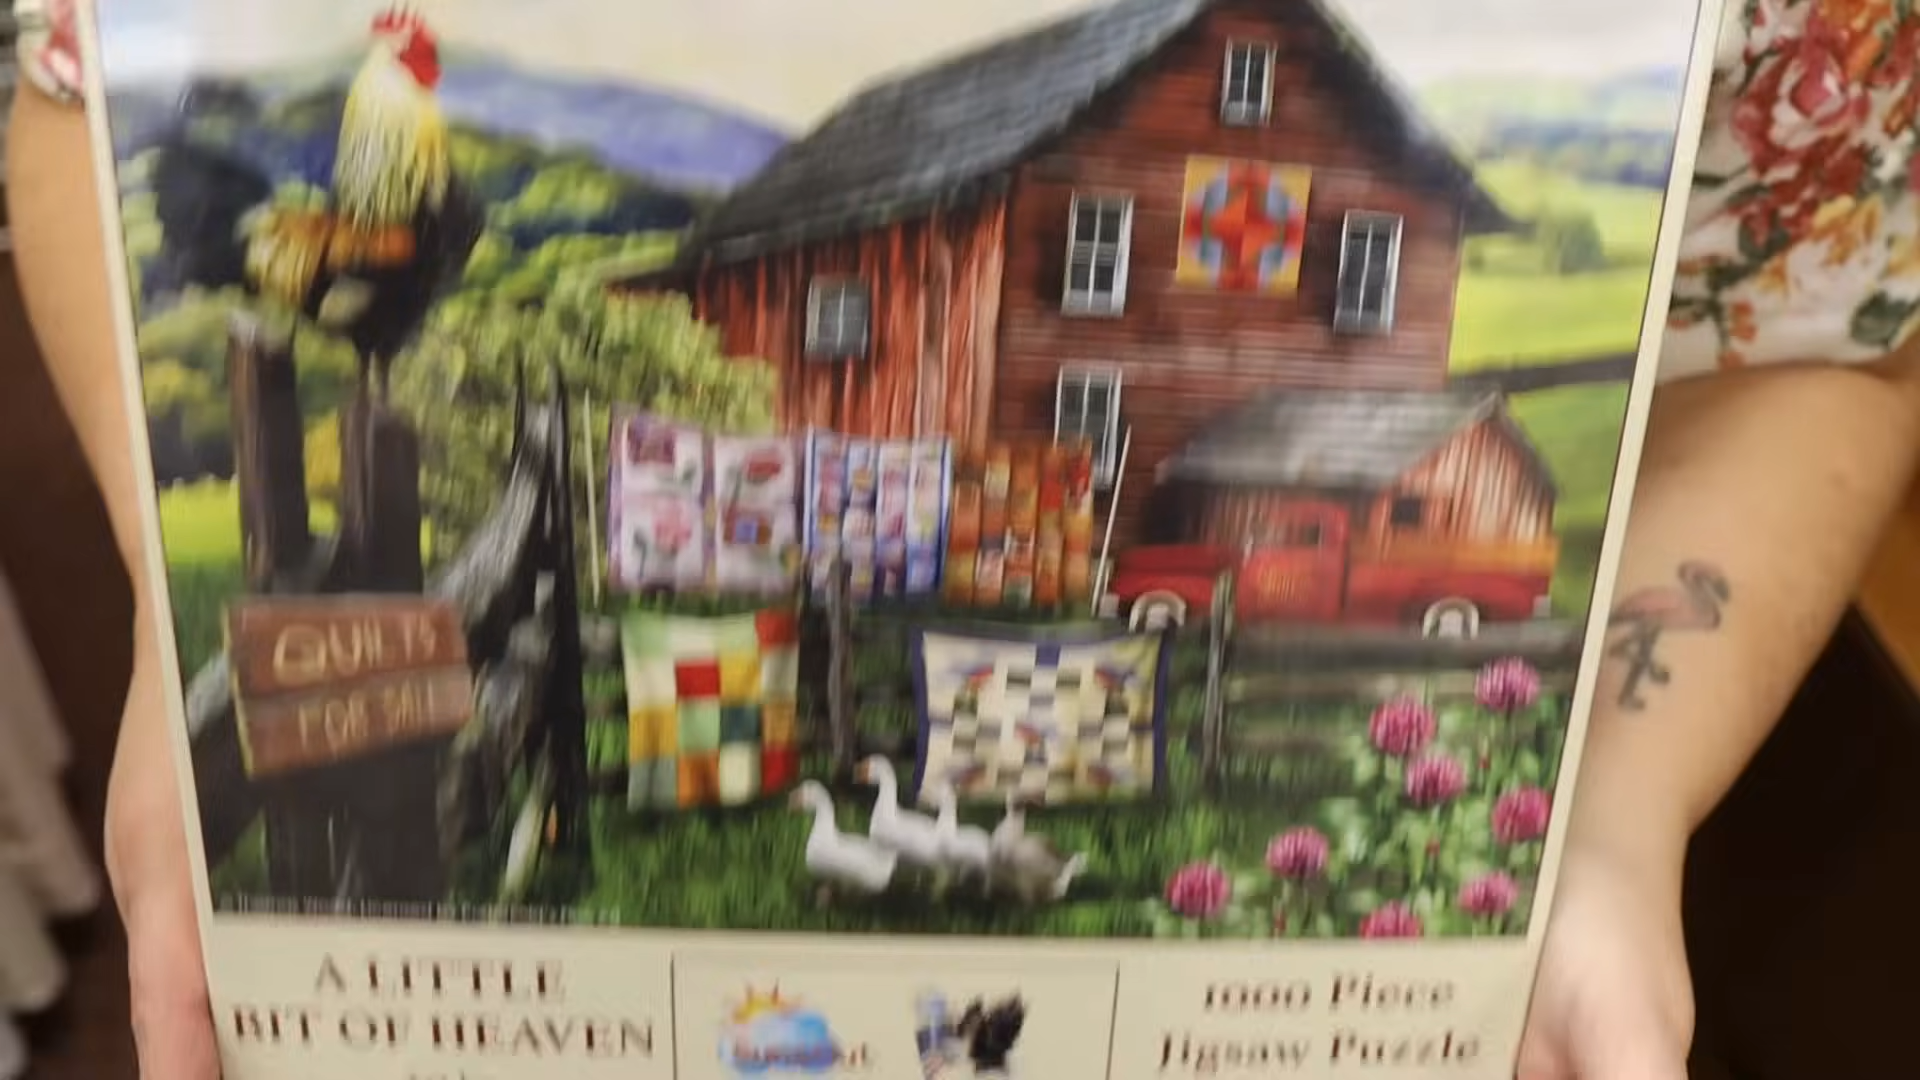 QUILTS
FOR SALE
A LITTLE
BIT OF HEAVEN
1000 Piece
Jigsaw Puzzle